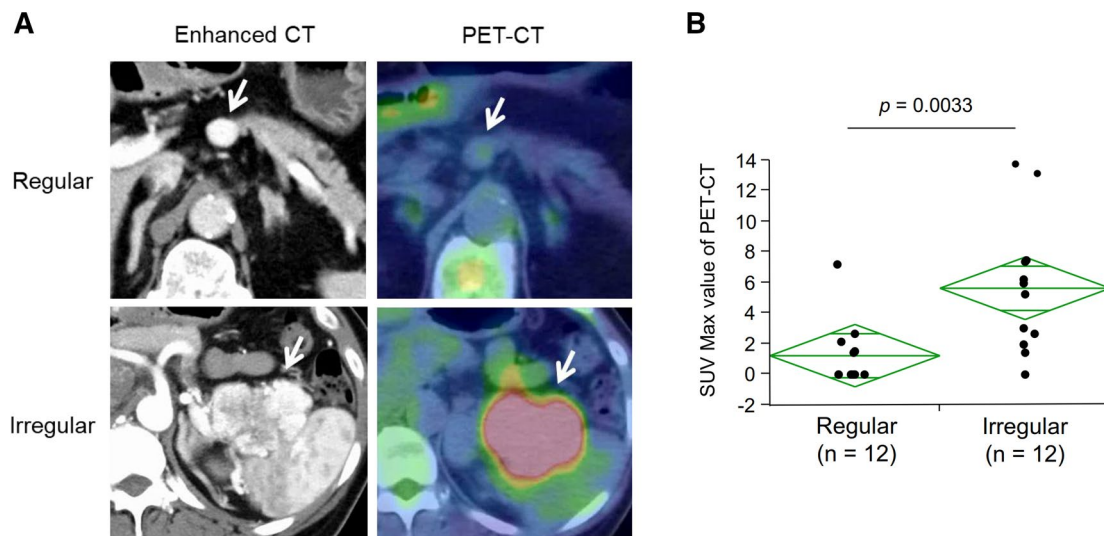 A
Enhanced CT
PET-CT
Regular
Irregular
B
p = 0.0033
SUV Max value of PET-CT
14
12
10
8
6
4
2
0
-2
Regular
(n = 12)
Irregular
(n = 12)